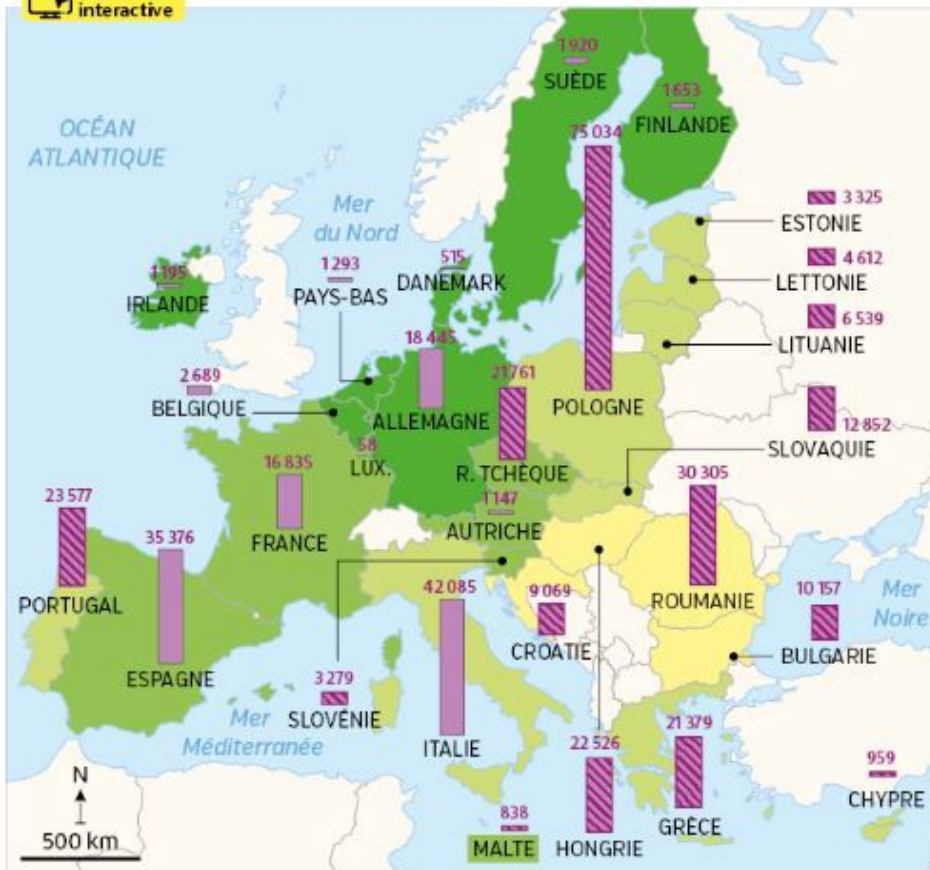 interactive
1 920
SUÈDE
1 653
FINLANDE
75 034
OCÉAN
ATLANTIQUE
Mer
du Nord
3 325
ESTONIE
515
DANEMARK
1 293
PAYS-BAS
4 612
LETTONIE
1 195
IRLANDE
6 539
LITUANIE
18 445
ALLEMAGNE
21 761
R. TCHÈQUE
POLOGNE
2 689
BELGIQUE
12 852
SLOVAQUIE
58
LUX.
16 835
FRANCE
30 305
ROUMANIE
1 147
AUTRICHE
23 577
PORTUGAL
35 376
ESPAGNE
42 085
ITALIE
9 069
CROATIE
10 157
BULGARIE
Mer
Noire
3 279
SLOVÉNIE
Mer
Méditerranée
22 526
HONGRIE
21 379
GRÈCE
959
CHYPRE
838
MALTE
N
500 km